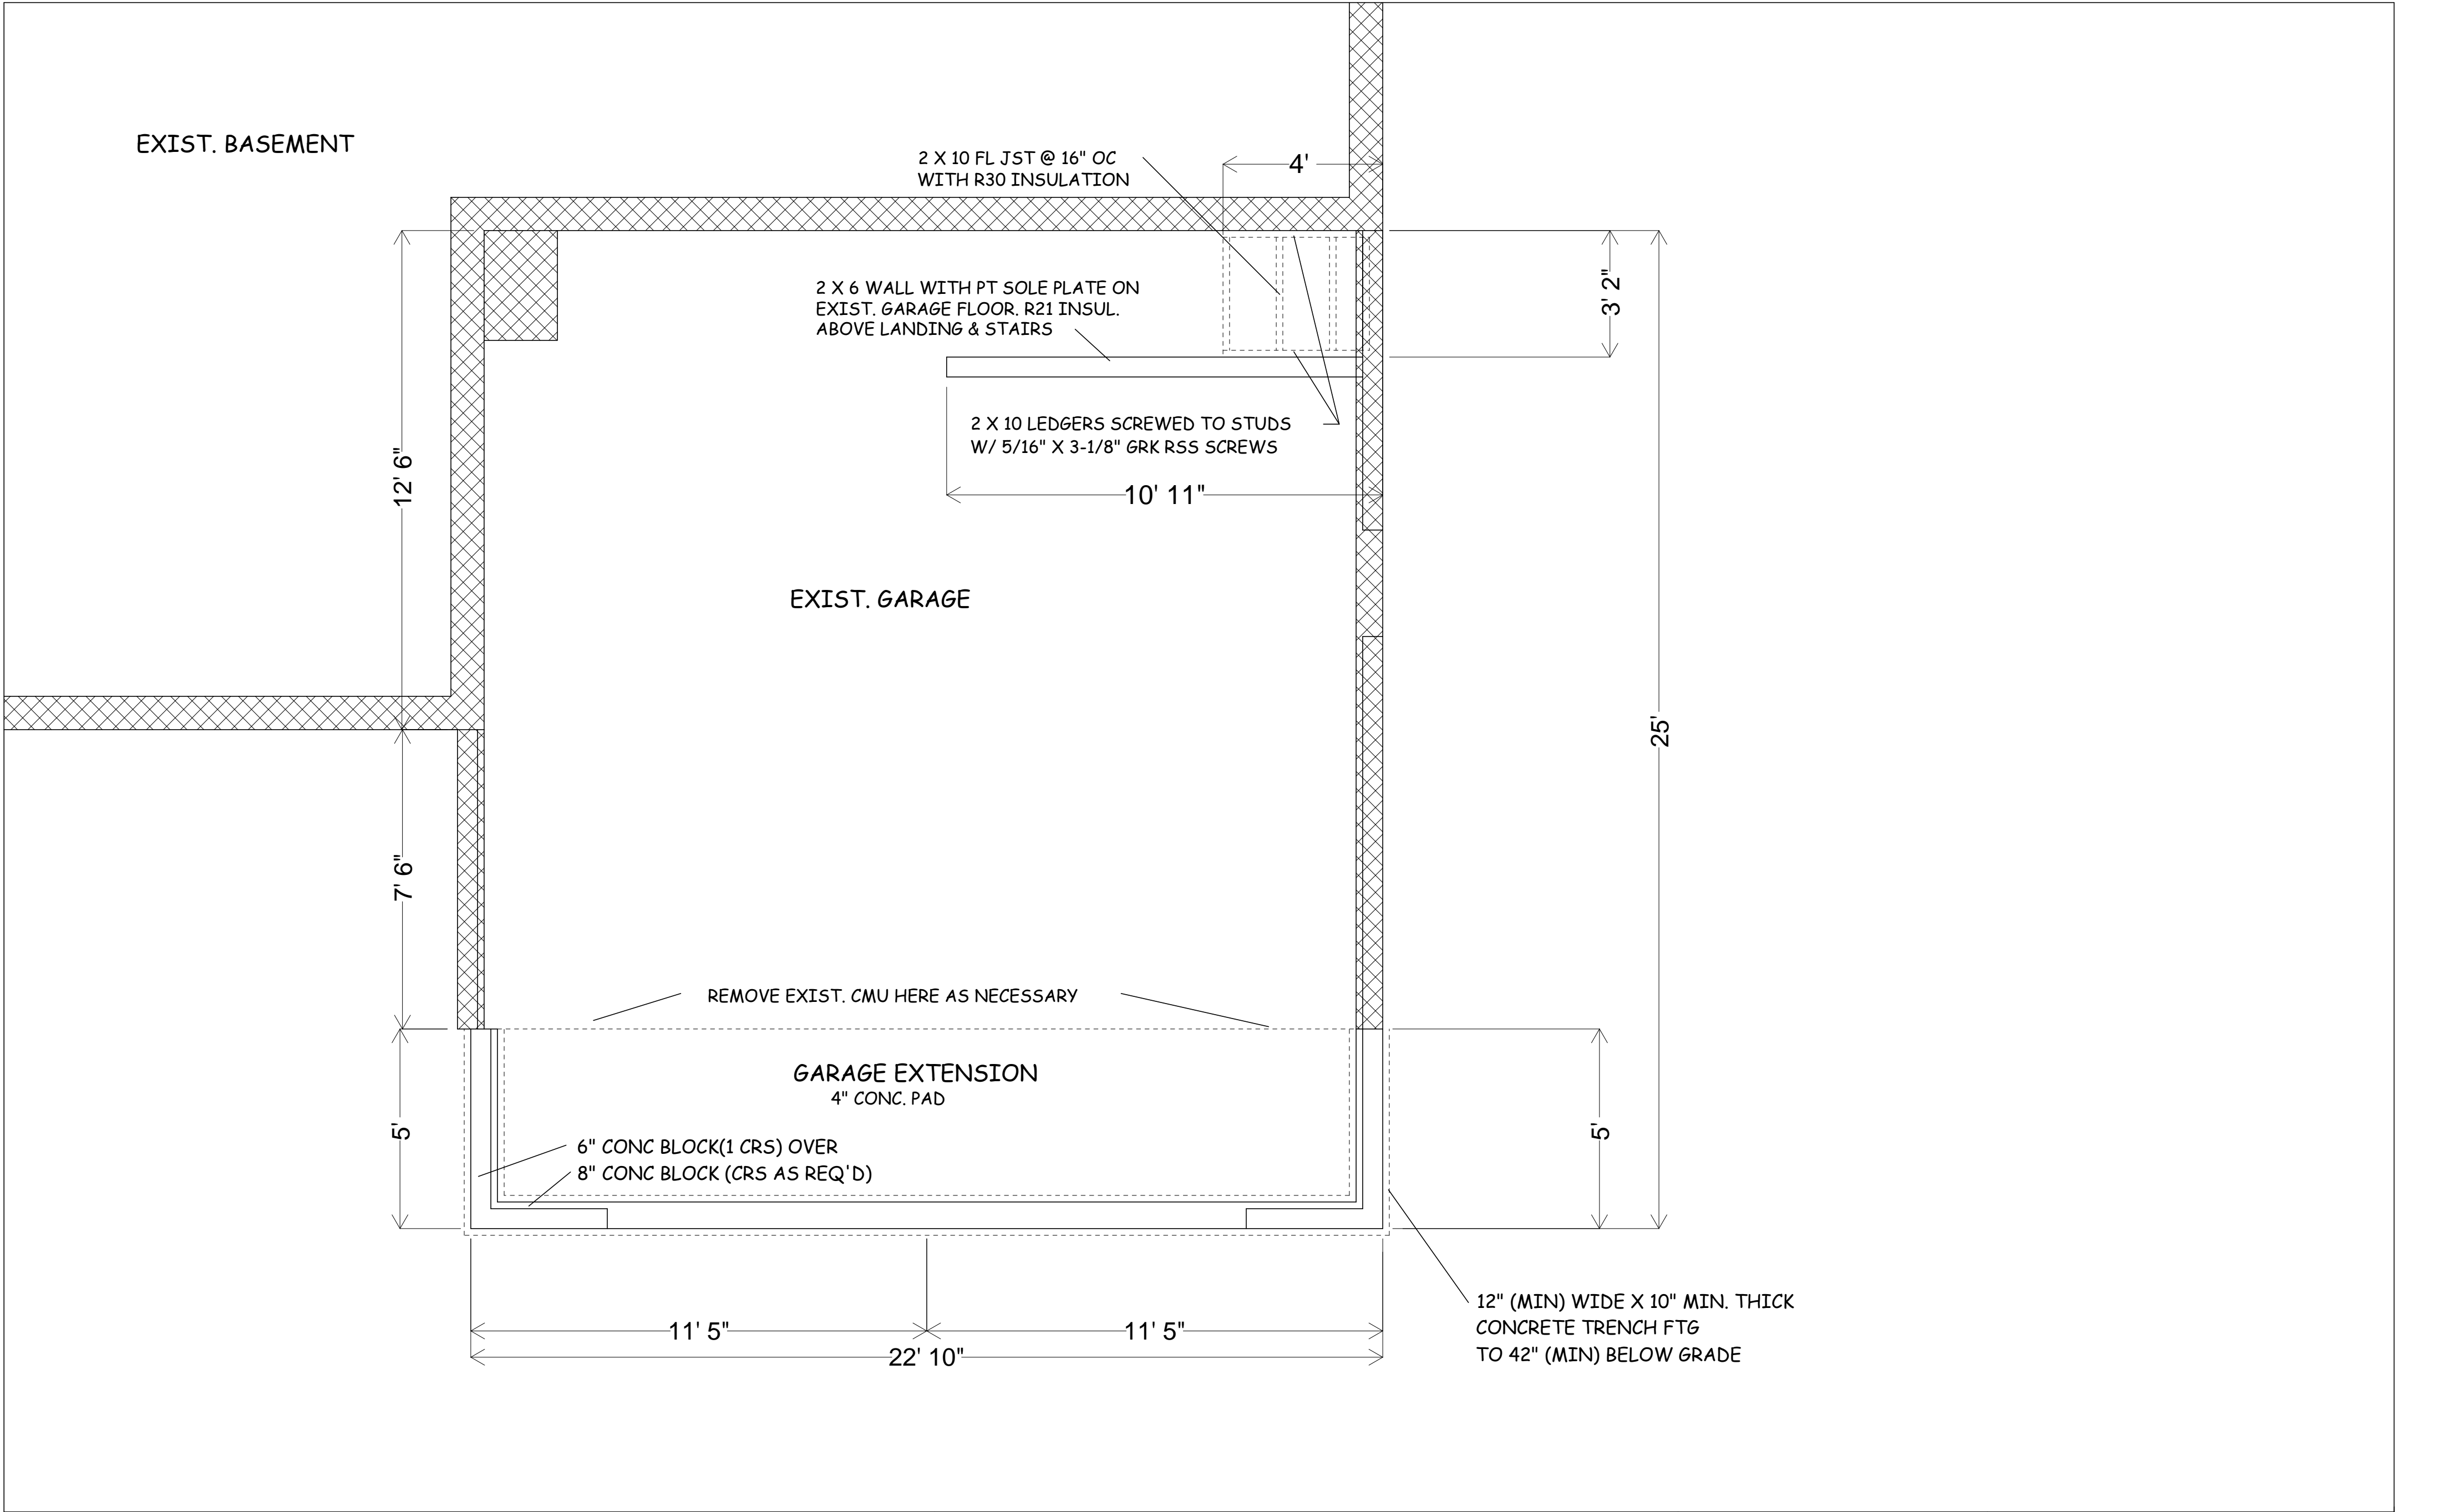 EXIST. BASEMENT
2 X 10 FL JST @ 16" OC
WITH R30 INSULATION
4'
2 X 6 WALL WITH PT SOLE PLATE ON
EXIST. GARAGE FLOOR. R21 INSUL.
ABOVE LANDING & STAIRS
3' 2"
2 X 10 LEDGERS SCREWED TO STUDS
W/ 5/16" X 3-1/8" GRK RSS SCREWS
12' 6"
10' 11"
EXIST. GARAGE
25'
7' 6"
REMOVE EXIST. CMU HERE AS NECESSARY
GARAGE EXTENSION
4" CONC. PAD
5'
5'
6" CONC BLOCK(1 CRS) OVER
8" CONC BLOCK (CRS AS REQ'D)
12" (MIN) WIDE X 10" MIN. THICK
CONCRETE TRENCH FTG
TO 42" (MIN) BELOW GRADE
11' 5"
11' 5"
22' 10"